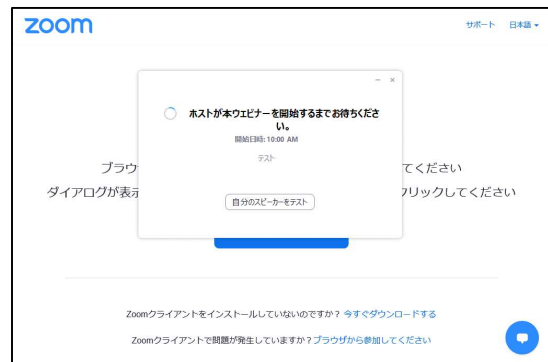 zoom
サポート 日本語
ホストが本ウェビナーを開始するまでお待ちくださ
い。
開始日時: 10:00 AM
テスト
自分のスピーカーをテスト
ブラウ
てください
ダイアログが表示
クリックしてください
Zoomクライアントをインストールしていないのですか? 今すぐダウンロードする
Zoomクライアントで問題が発生していますか? ブラウザから参加してください